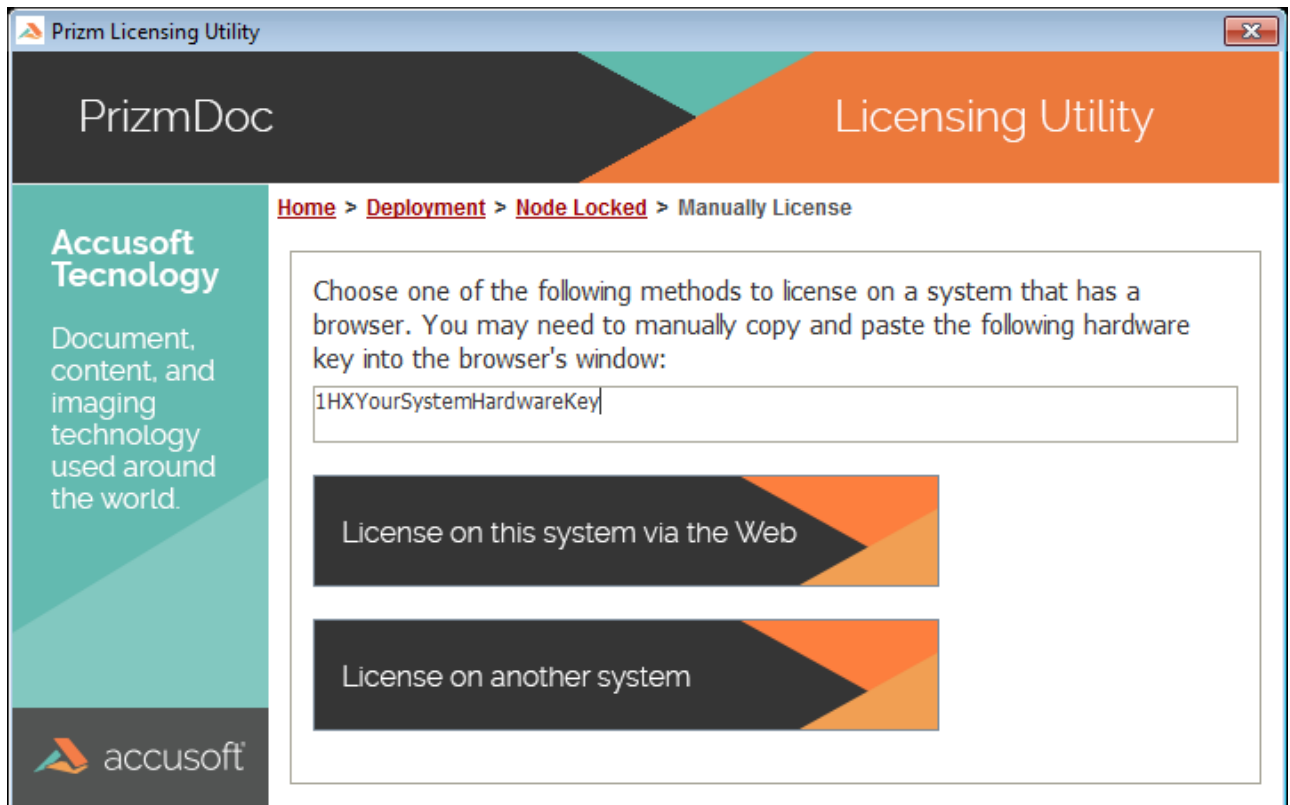 Prizm Licensing Utility
PrizmDoc
Licensing Utility
Home > Deployment > Node Locked > Manually License
Accusoft
Tecnology
Document,
content, and
imaging
technology
used around
the world.
Choose one of the following methods to license on a system that has a
browser. You may need to manually copy and paste the following hardware
key into the browser's window:
1HXYourSystemHardwareKey
License on this system via the Web
License on another system
accusoft